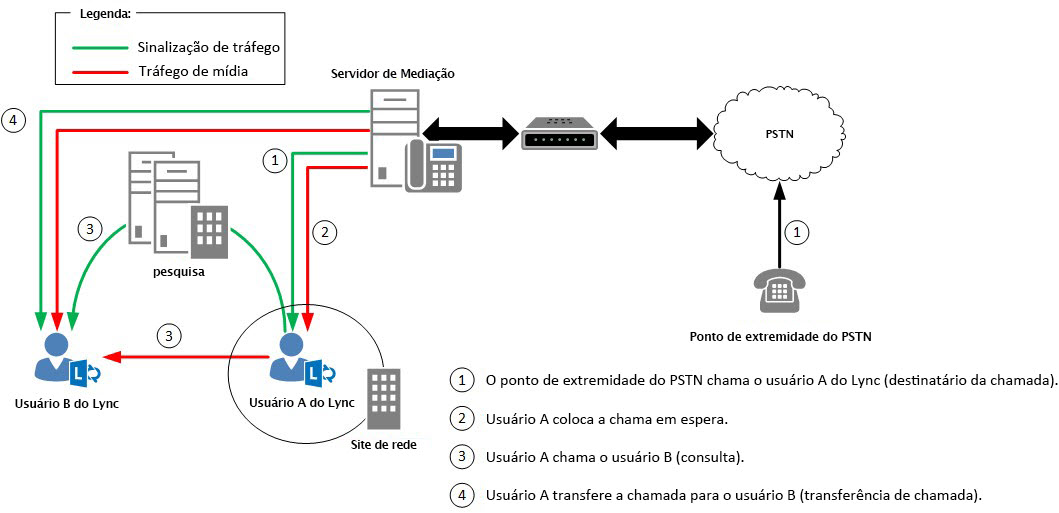 Legenda:
Sinalização de tráfego
Tráfego de mídia
Servidor de Mediação
4
1
PSTN
3
2
1
pesquisa
3
Ponto de extremidade do PSTN
Usuário B do Lync
Usuário A do Lync
Site de rede
1 O ponto de extremidade do PSTN chama o usuário A do Lync (destinatário da chamada).
2 Usuário A coloca a chama em espera.
3 Usuário A chama o usuário B (consulta).
4 Usuário A transfere a chamada para o usuário B (transferência de chamada).